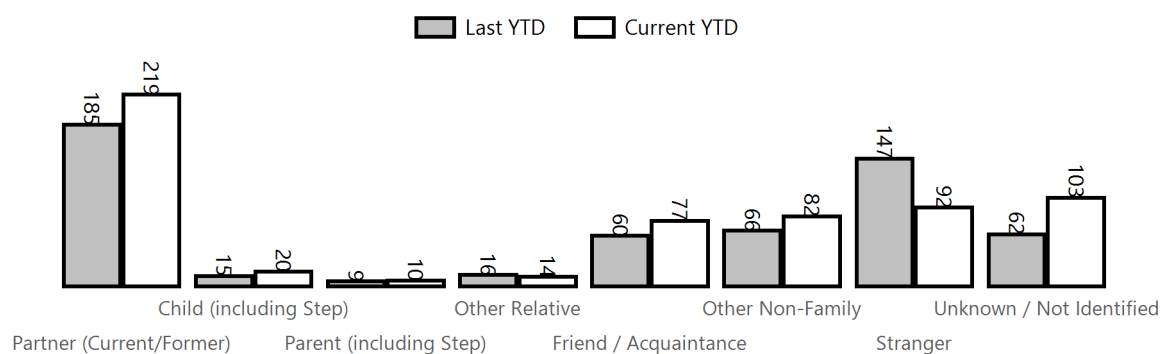 Last YTD Current YTD
185 219 15 20 9 10 16 14 60 77 66 82 147 92 62 103
Child (including Step) Other Relative Other Non-Family Unknown / Not Identified
Partner (Current/Former) Parent (including Step) Friend / Acquaintance Stranger